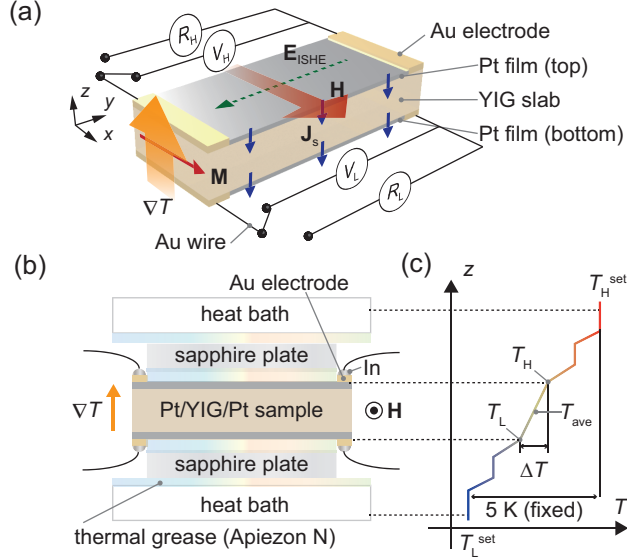 (a)
R_H
V_H
E_ISHE
H
Au electrode
Pt film (top)
YIG slab
Pt film (bottom)
z
y
x
J_s
M
∇T
V_L
R_L
Au wire
(b)
Au electrode
heat bath
sapphire plate
In
∇T
Pt/YIG/Pt sample
H
sapphire plate
heat bath
thermal grease (Apiezon N)
(c)
z
T_H^set
T_H
T_L
T_ave
ΔT
5 K (fixed)
T
T_L^set